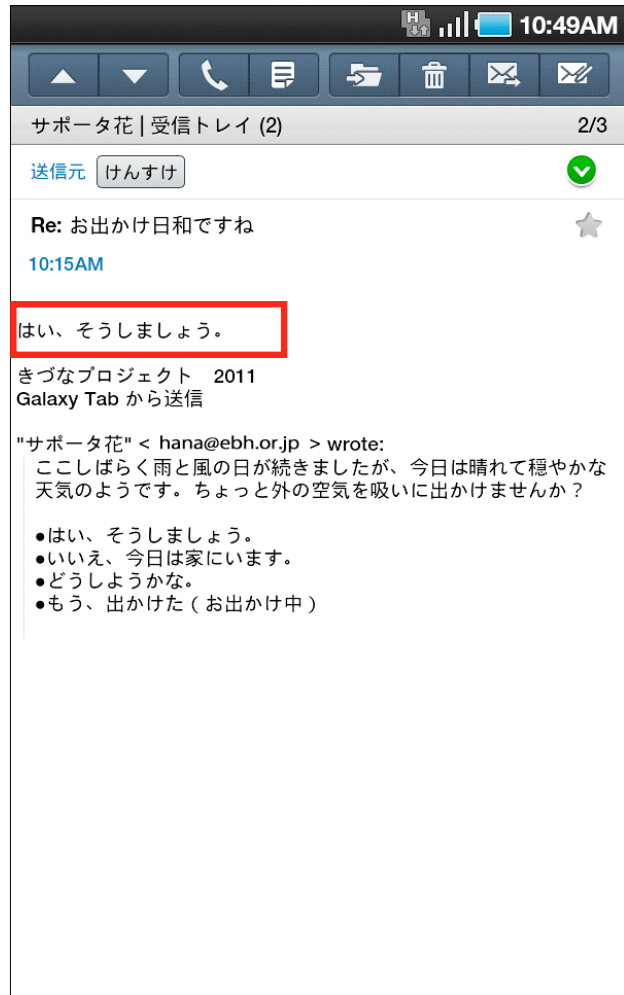 H 10:49AM
サポータ花 | 受信トレイ (2) 2/3
送信元 けんすけ
Re: お出かけ日和ですね
10:15AM
はい、そうしましょう。
きづなプロジェクト　2011
Galaxy Tab から送信
"サポータ花" < hana@ebh.or.jp > wrote:
ここしばらく雨と風の日が続きましたが、今日は晴れて穏やかな
天気のようです。ちょっと外の空気を吸いに出かけませんか？
●はい、そうしましょう。
●いいえ、今日は家にいます。
●どうしようかな。
●もう、出かけた ( お出かけ中 )